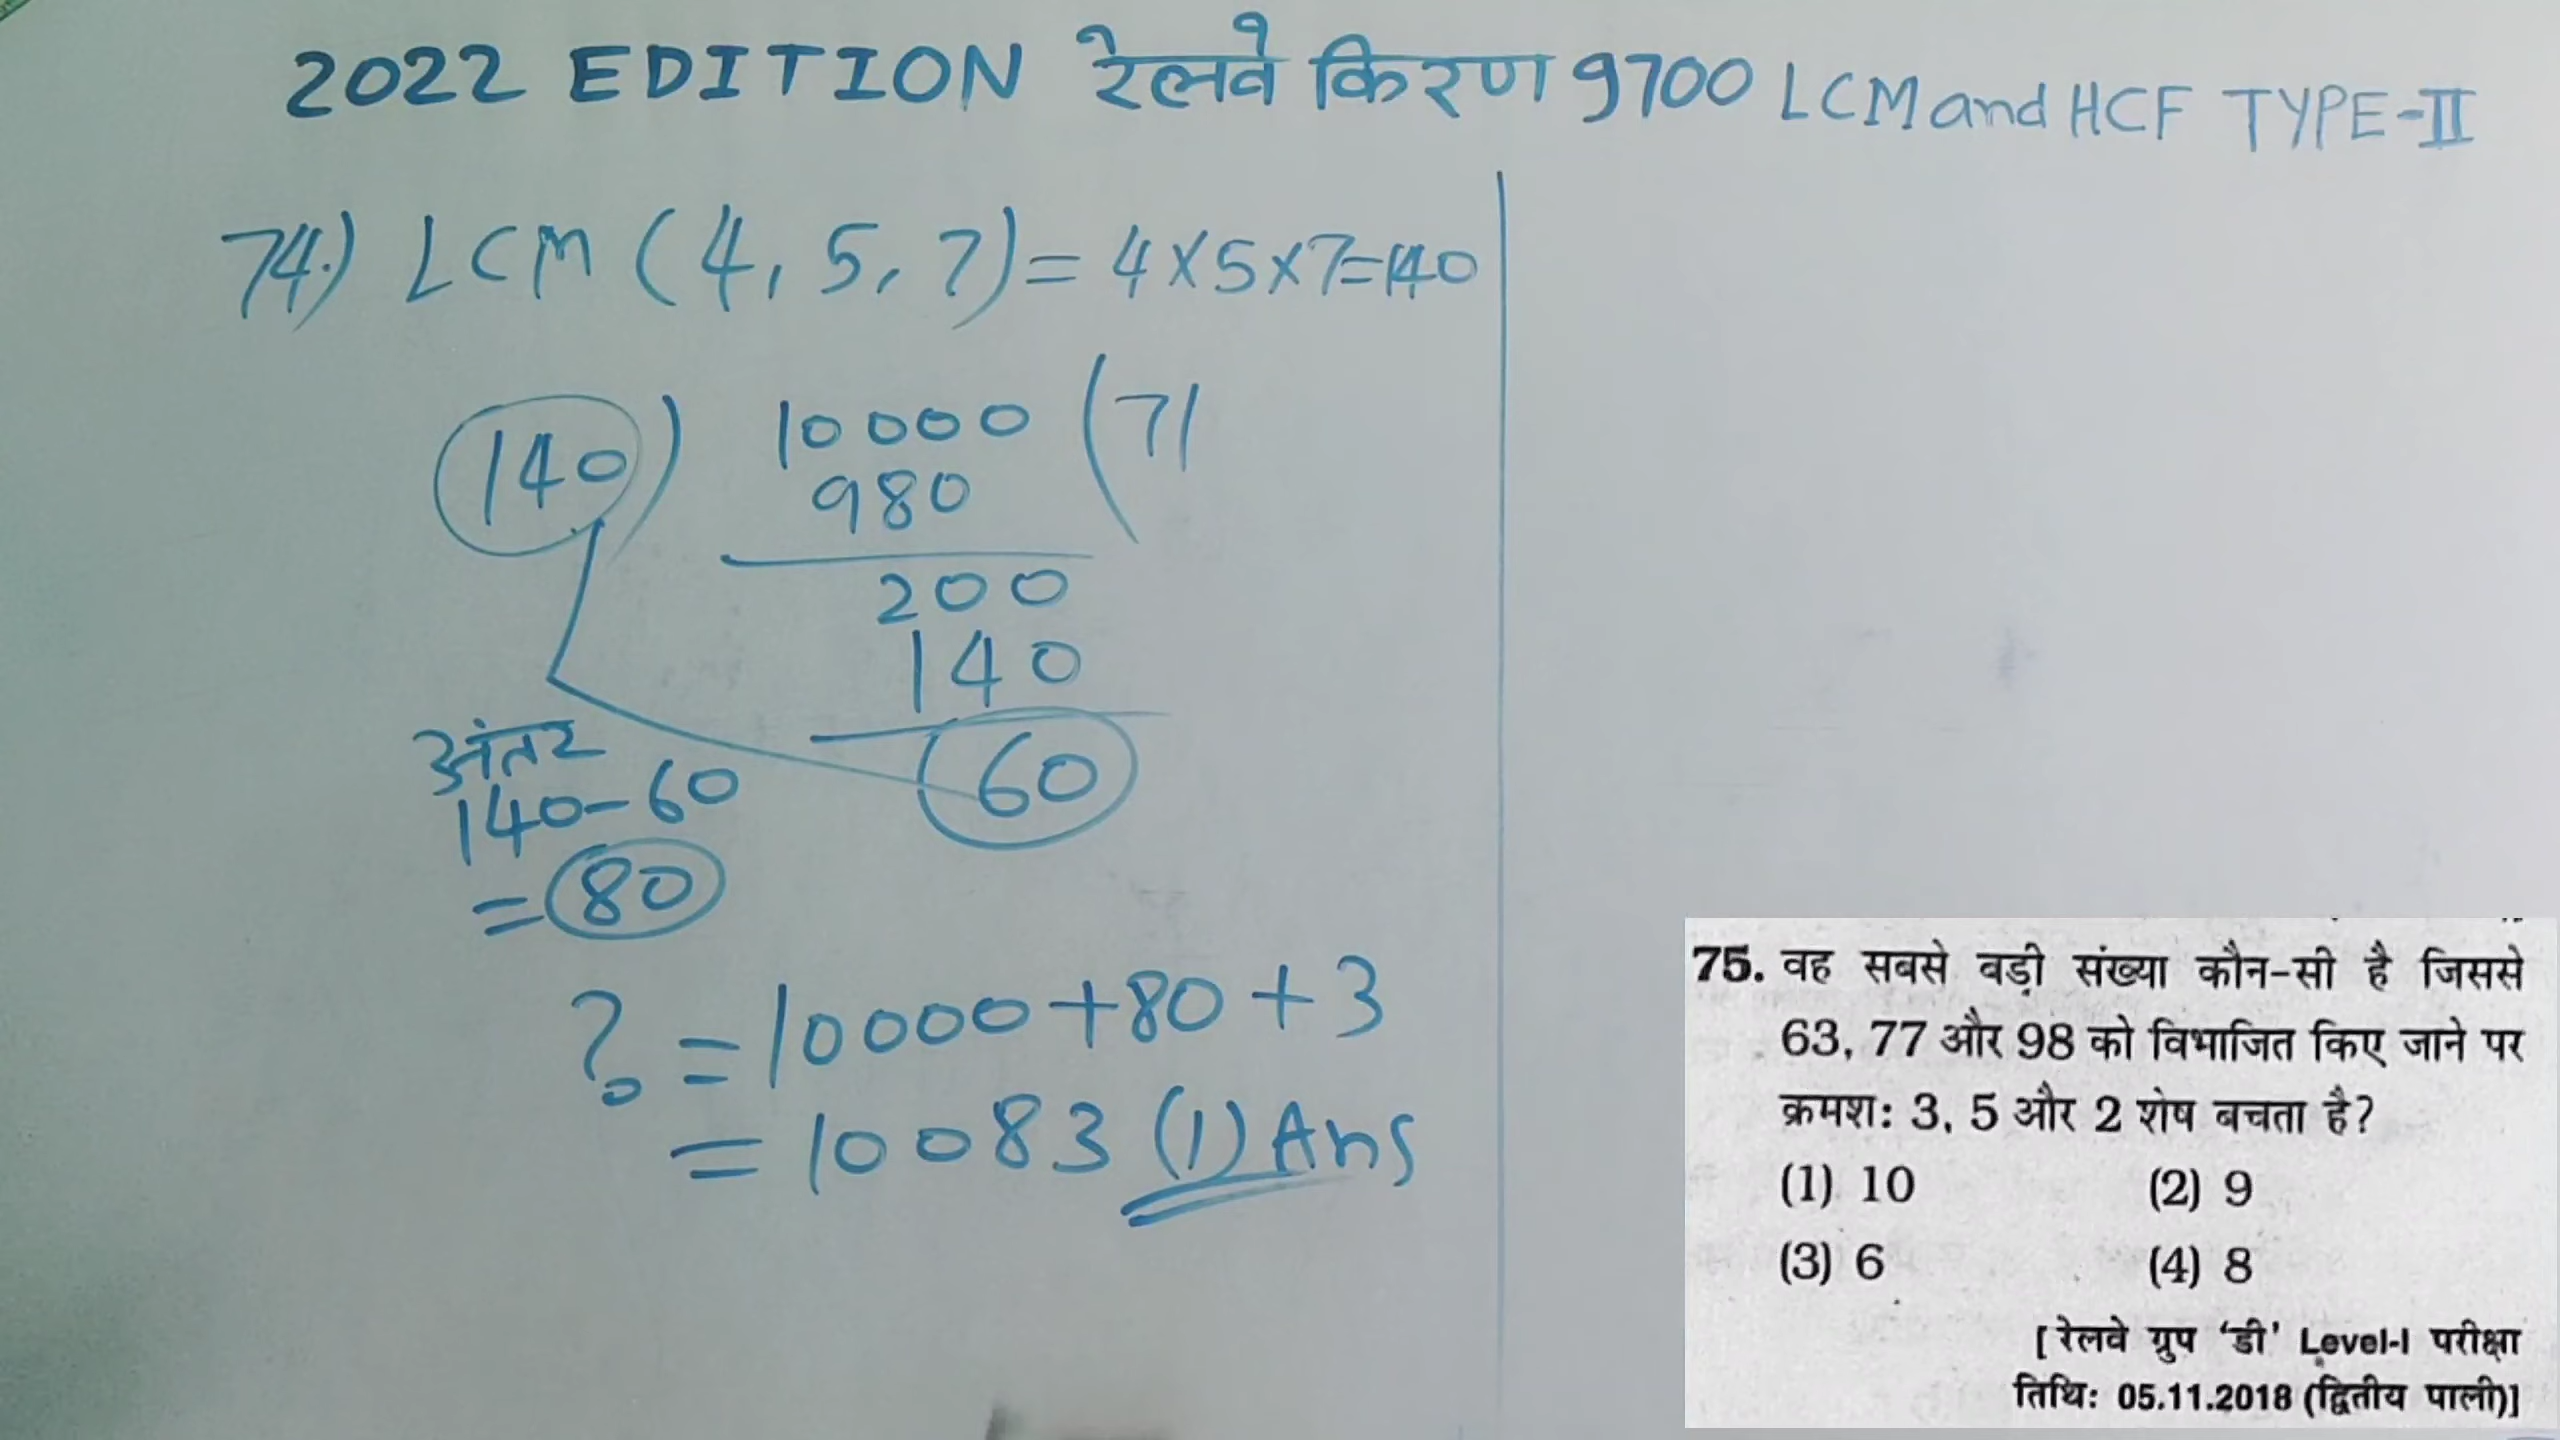 2022 EDITION रेलवे किरण 9700 LCM and HCF TYPE-II
74.) LCM (4, 5, 7) = 4×5×7=140
140) 10000 (71
980
200
140
60
अंतर
140-60
= 80
? = 10000 + 80 + 3
= 10083 (1) Ans
75. वह सबसे बड़ी संख्या कौन-सी है जिससे
63, 77 और 98 को विभाजित किए जाने पर
क्रमश: 3, 5 और 2 शेष बचता है?
(1) 10 (2) 9
(3) 6 (4) 8
[रेलवे ग्रुप ‘डी’ Level-I परीक्षा
तिथि: 05.11.2018 (द्वितीय पाली)]